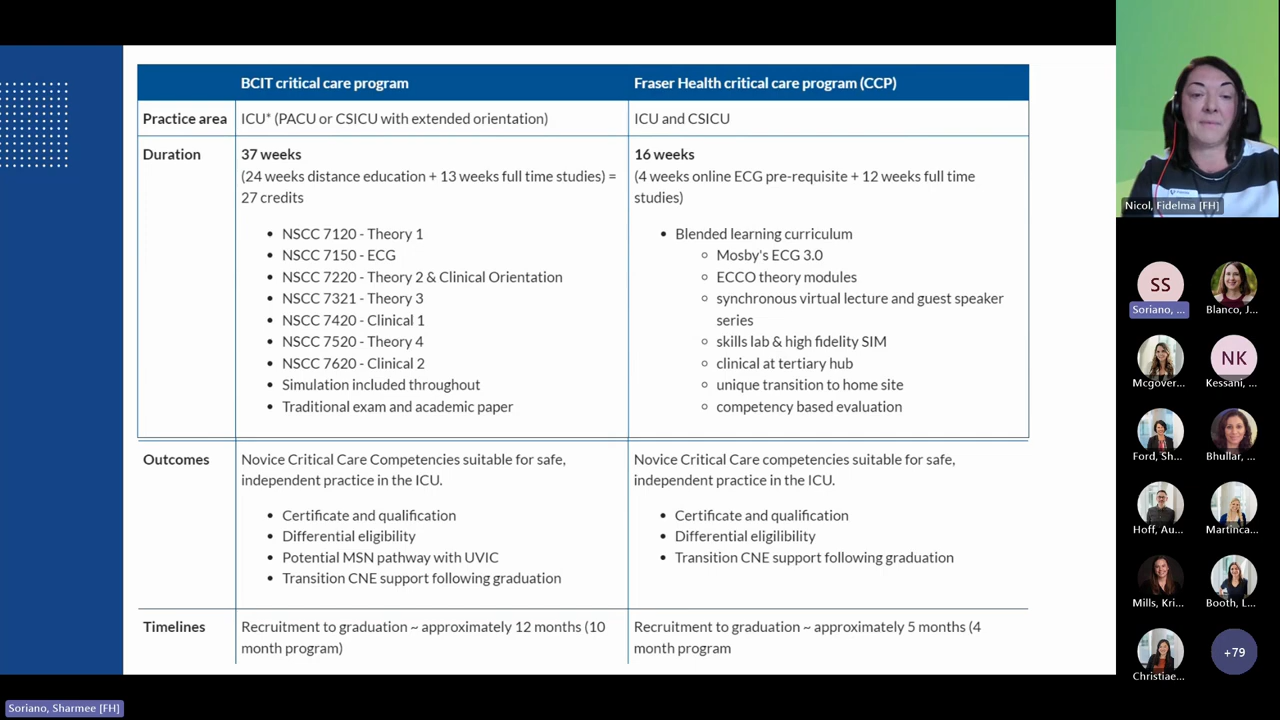 BCIT critical care program
Fraser Health critical care program (CCP)
Practice area
ICU* (PACU or CSICU with extended orientation)
ICU and CSICU
Duration
37 weeks
(24 weeks distance education + 13 weeks full time studies) =
27 credits
NSCC 7120 - Theory 1
NSCC 7150 - ECG
NSCC 7220 - Theory 2 & Clinical Orientation
NSCC 7321 - Theory 3
NSCC 7420 - Clinical 1
NSCC 7520 - Theory 4
NSCC 7620 - Clinical 2
Simulation included throughout
Traditional exam and academic paper
16 weeks
(4 weeks online ECG pre-requisite + 12 weeks full time
studies)
Blended learning curriculum
Mosby's ECG 3.0
ECCO theory modules
synchronous virtual lecture and guest speaker
series
skills lab & high fidelity SIM
clinical at tertiary hub
unique transition to home site
competency based evaluation
Outcomes
Novice Critical Care Competencies suitable for safe,
independent practice in the ICU.
Certificate and qualification
Differential eligibility
Potential MSN pathway with UVIC
Transition CNE support following graduation
Novice Critical Care competencies suitable for safe,
independent practice in the ICU.
Certificate and qualification
Differential eligilibility
Transition CNE support following graduation
Timelines
Recruitment to graduation ~ approximately 12 months (10
month program)
Recruitment to graduation ~ approximately 5 months (4
month program
Nicol, Fidelma [FH]
SS
Soriano, ...
Blanco, J...
Mcgover...
NK
Kessani, ...
Ford, Sh...
Bhullar, ...
Hoff, Au...
Martinca...
Mills, Kri...
Booth, L...
Christiae...
+79
Soriano, Sharmee [FH]